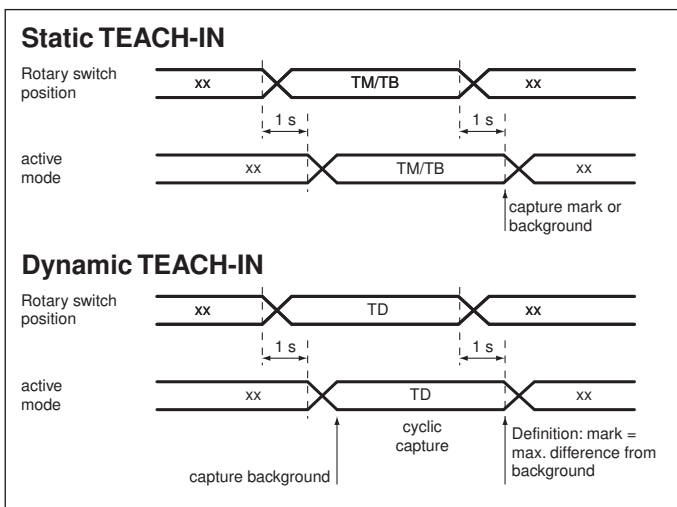 Static TEACH-IN
Rotary switch
position
xx TM/TB xx
1 s 1 s
active
mode
xx TM/TB xx
capture mark or
background
Dynamic TEACH-IN
Rotary switch
position
xx TD xx
1 s 1 s
active
mode
xx TD xx
cyclic
capture
Definition: mark =
max. difference from
background
capture background